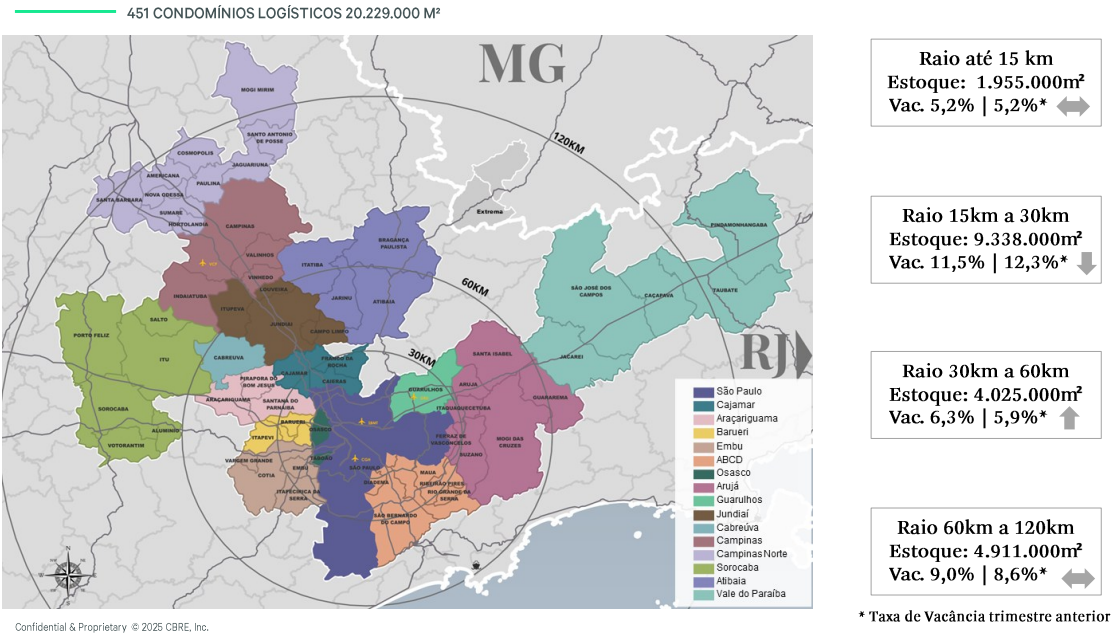 451 CONDOMÍNIOS LOGÍSTICOS 20.229.000 M²
MG
120KM
60KM
30KM
RJ
Extrema
MOGI MIRIM
SANTO ANTONIO
DE POSSE
COSMOPOLIS
JAGUARIUNA
AMERICANA
PAULINA
NOVA ODESSA
SANTA BARBARA
SUMARE
HORTOLANDIA
CAMPINAS
VALINHOS
VINHEDO
INDAIATUBA
LOUVEIRA
ITUPEVA
JUNDIAI
CAMPO LIMPO
BRAGANÇA
PAULISTA
ITATIBA
JARINU
ATIBAIA
PINDAMONHANGABA
SÃO JOSÉ DOS
CAMPOS
CAÇAPAVA
TAUBATE
JACAREI
PORTO FELIZ
SALTO
ITU
SOROCABA
ALUMINIO
VOTORANTIM
CABREUVA
FRANCO DA
ROCHA
CAJAMAR
CAIEIRAS
PIRAPORA DO
BOM JESUS
ARAÇARIGUAMA
SANTANA DO
PARNAÍBA
BARUERI
ITAPEVI
OSASCO
VARGEM GRANDE
COTIA
EMBU
TABOÃO
ITAPECIRICA DA
SERRA
SÃO PAULO
GUARULHOS
SANTA ISABEL
ARUJA
GUARAREMA
ITAQUAQUECETUBA
FERRAZ DE
VASCONCELOS
MOGI DAS
CRUZES
SUZANO
MAUA
DIADEMA
RIBEIRÃO PIRES
RIO GRANDE DA
SERRA
SÃO BERNARDO
DO CAMPO
CGH
N
S
São Paulo
Cajamar
Araçariguama
Barueri
Embu
ABCD
Osasco
Arujá
Guarulhos
Jundiaí
Cabreúva
Campinas
Campinas Norte
Sorocaba
Atibaia
Vale do Paraíba
Raio até 15 km
Estoque: 1.955.000m²
Vac. 5,2% | 5,2%*
Raio 15km a 30km
Estoque: 9.338.000m²
Vac. 11,5% | 12,3%*
Raio 30km a 60km
Estoque: 4.025.000m²
Vac. 6,3% | 5,9%*
Raio 60km a 120km
Estoque: 4.911.000m²
Vac. 9,0% | 8,6%*
* Taxa de Vacância trimestre anterior
Confidential & Proprietary © 2025 CBRE, Inc.